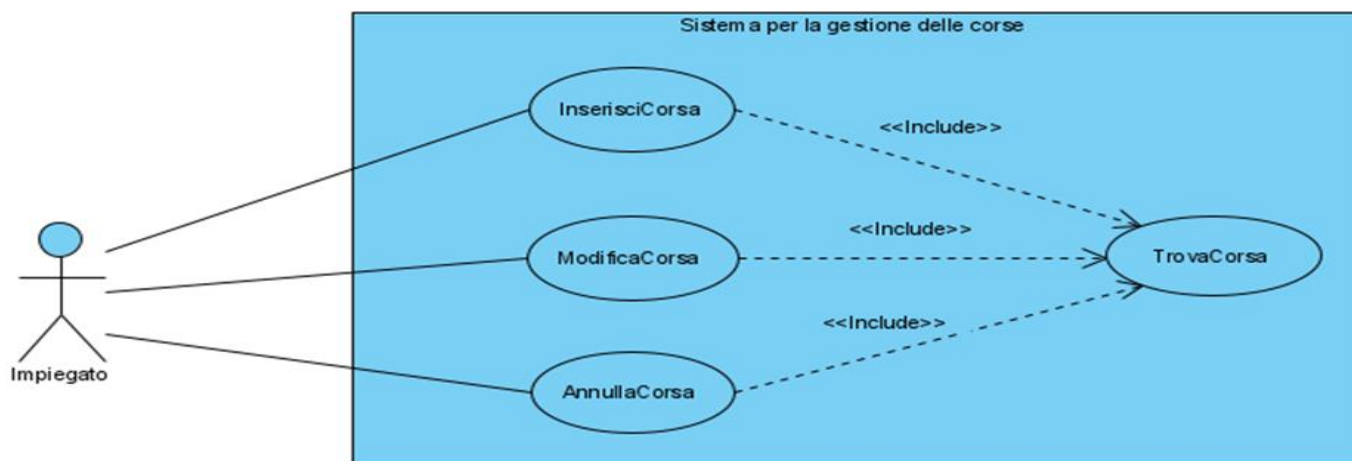 Sistema per la gestione delle corse
InserisciCorsa
<<Include>>
ModificaCorsa
<<Include>>
TrovaCorsa
<<Include>>
Impiegato
AnnullaCorsa